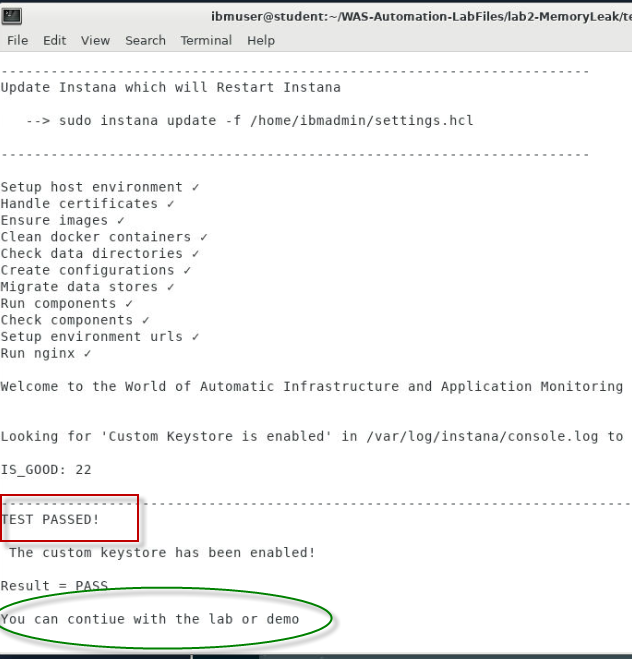 ibmuser@student:~/WAS-Automation-LabFiles/lab2-MemoryLeak/te
File Edit View Search Terminal Help
-----------------------------------------------------------------------
Update Instana which will Restart Instana
--> sudo instana update -f /home/ibmadmin/settings.hcl
-----------------------------------------------------------------------
Setup host environment ✓
Handle certificates ✓
Ensure images ✓
Clean docker containers ✓
Check data directories ✓
Create configurations ✓
Migrate data stores ✓
Run components ✓
Check components ✓
Setup environment urls ✓
Run nginx ✓
Welcome to the World of Automatic Infrastructure and Application Monitoring
Looking for 'Custom Keystore is enabled' in /var/log/instana/console.log to
IS_GOOD: 22
----------------------------------------------------------------------------
TEST PASSED!
The custom keystore has been enabled!
Result = PASS
You can contiue with the lab or demo